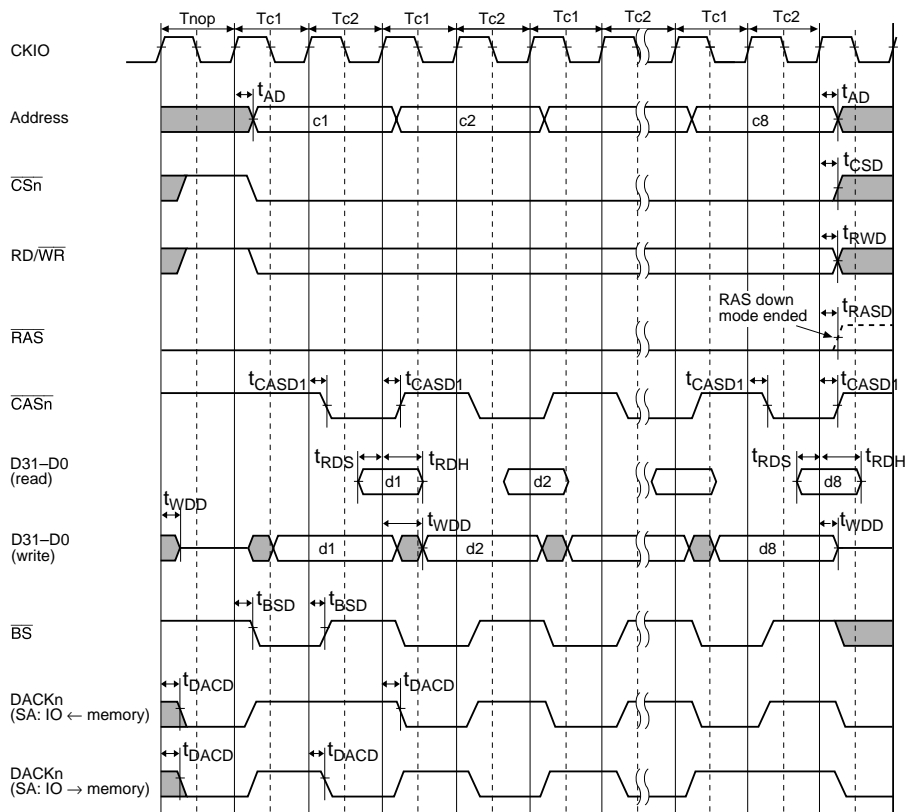 Tnop Tc1 Tc2 Tc1 Tc2 Tc1 Tc2 Tc1 Tc2
CKIO
tAD tAD
Address c1 c2 c8
CSn tCSD
RD/WR tRWD
RAS down
mode ended
tRASD
RAS
tCASD1 tCASD1 tCASD1 tCASD1
CASn
D31–D0
(read)
tRDS d1 tRDH d2 tRDS d8 tRDH
tWDD tWDD tWDD
D31–D0
(write)
d1 d2 d8
tBSD tBSD
BS
tDACD tDACD
DACKn
(SA: IO ← memory)
tDACD tDACD
DACKn
(SA: IO → memory)